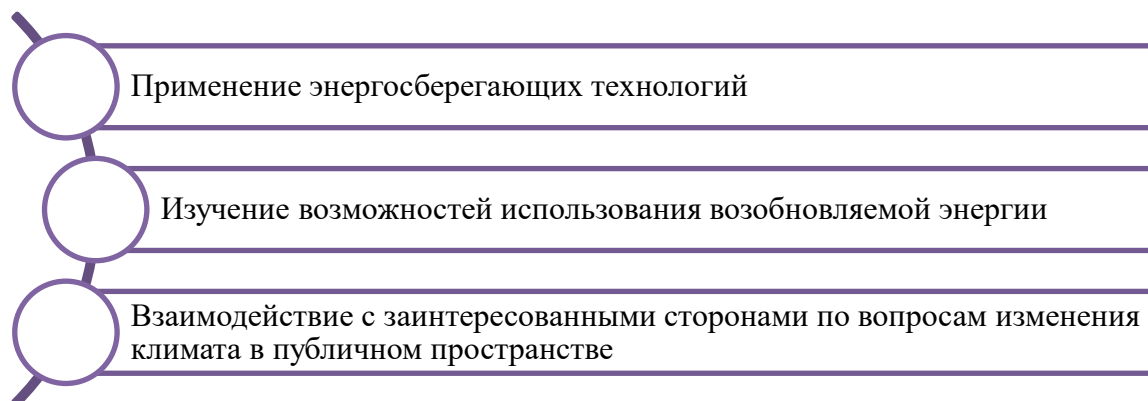 Применение энергосберегающих технологий
Изучение возможностей использования возобновляемой энергии
Взаимодействие с заинтересованными сторонами по вопросам изменения
климата в публичном пространстве